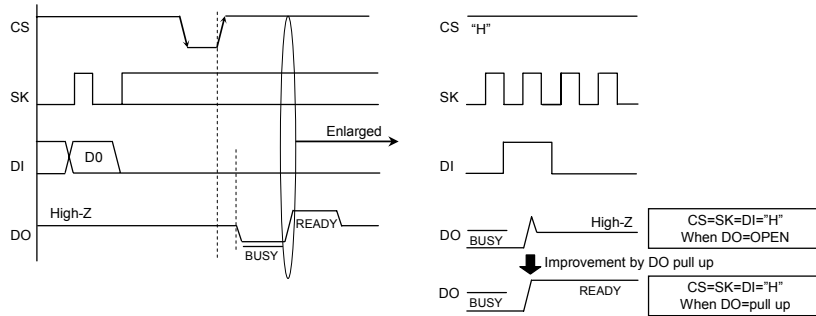 CS
SK
DI
D0
High-Z
DO
BUSY
READY
Enlarged
CS "H"
SK
DI
DO
BUSY
High-Z
CS=SK=DI="H"
When DO=OPEN
Improvement by DO pull up
DO
BUSY
READY
CS=SK=DI="H"
When DO=pull up